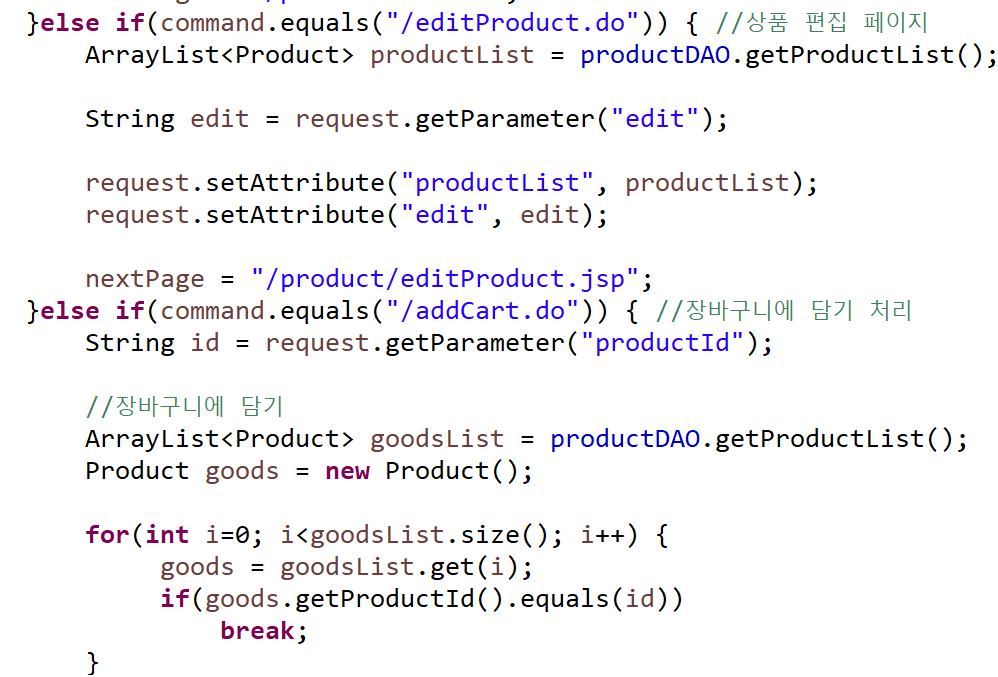 }else if(command.equals("/editProduct.do")) { //상품 편집 페이지
ArrayList<Product> productList = productDAO.getProductList();
String edit = request.getParameter("edit");
request.setAttribute("productList", productList);
request.setAttribute("edit", edit);
nextPage = "/product/editProduct.jsp";
}else if(command.equals("/addCart.do")) { //장바구니에 담기 처리
String id = request.getParameter("productId");
//장바구니에 담기
ArrayList<Product> goodsList = productDAO.getProductList();
Product goods = new Product();
for(int i=0; i<goodsList.size(); i++) {
goods = goodsList.get(i);
if(goods.getProductId().equals(id))
break;
}